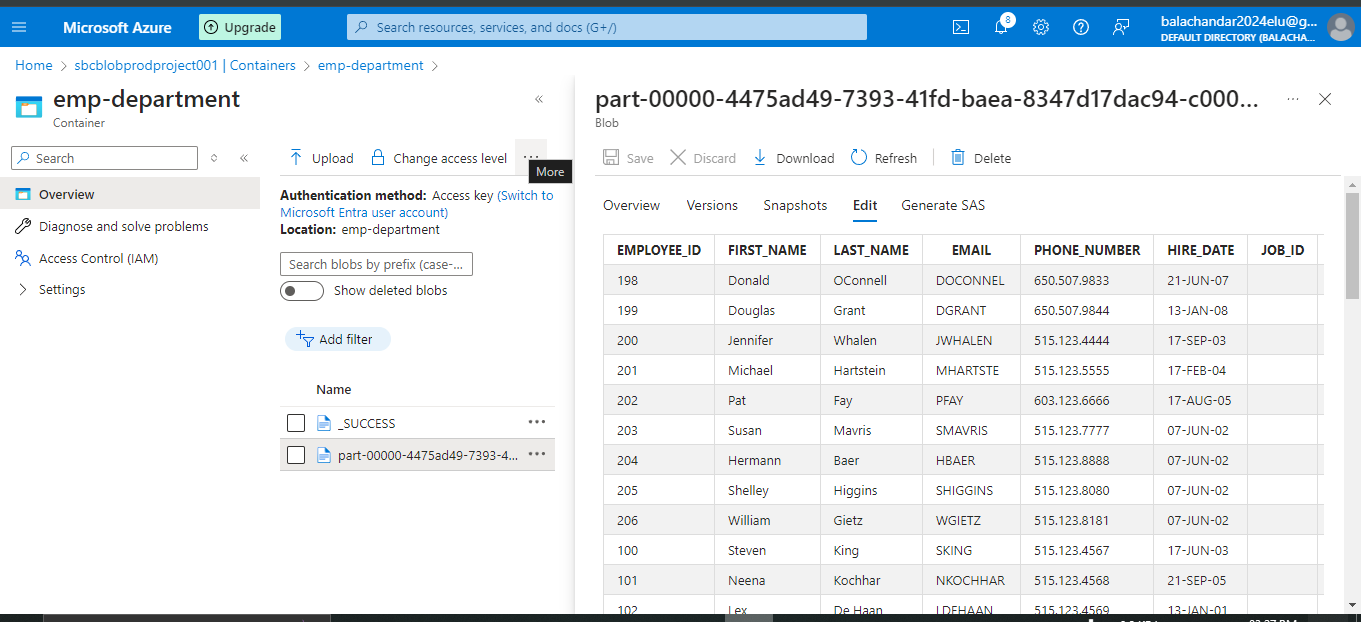 Microsoft Azure
Upgrade
Search resources, services, and docs (G+/)
8
balachandar2024elu@g...
DEFAULT DIRECTORY (BALACHA...
Home > sbcblobprodproject001 | Containers > emp-department >
emp-department
Container
Search
Overview
Diagnose and solve problems
Access Control (IAM)
Settings
Upload Change access level ...
More
Authentication method: Access key (Switch to
Microsoft Entra user account)
Location: emp-department
Search blobs by prefix (case-...
Show deleted blobs
Add filter
Name
_SUCCESS
part-00000-4475ad49-7393-4...
part-00000-4475ad49-7393-41fd-baea-8347d17dac94-c000...
Blob
Save Discard Download Refresh Delete
Overview Versions Snapshots Edit Generate SAS
EMPLOYEE_ID FIRST_NAME LAST_NAME EMAIL PHONE_NUMBER HIRE_DATE JOB_ID
198 Donald OConnell DOCONNEL 650.507.9833 21-JUN-07
199 Douglas Grant DGRANT 650.507.9844 13-JAN-08
200 Jennifer Whalen JWHALEN 515.123.4444 17-SEP-03
201 Michael Hartstein MHARTSTE 515.123.5555 17-FEB-04
202 Pat Fay PFAY 603.123.6666 17-AUG-05
203 Susan Mavris SMAVRIS 515.123.7777 07-JUN-02
204 Hermann Baer HBAER 515.123.8888 07-JUN-02
205 Shelley Higgins SHIGGINS 515.123.8080 07-JUN-02
206 William Gietz WGIETZ 515.123.8181 07-JUN-02
100 Steven King SKING 515.123.4567 17-JUN-03
101 Neena Kochhar NKOCHHAR 515.123.4568 21-SEP-05
102 Lex De Haan LDEHAAN 515.123.4569 13-JAN-01